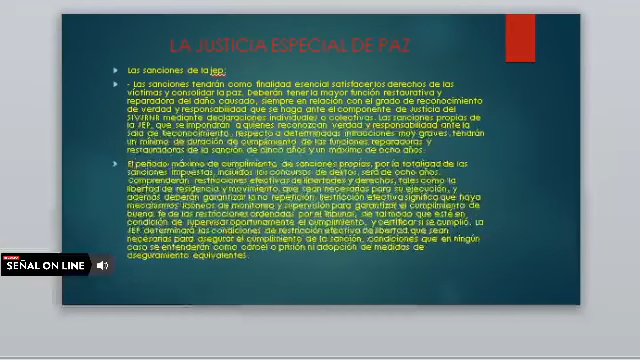 LA JUSTICIA ESPECIAL DE PAZ
Las sanciones de la jep:
- Las sanciones tendrán como finalidad esencial satisfacer los derechos de las
víctimas y consolidar la paz. Deberán tener la mayor función restaurativa y
reparadora del daño causado, siempre en relación con el grado de reconocimiento
de verdad y responsabilidad que se haga ante el componente de Justicia del
SIVJRNR mediante declaraciones individuales o colectivas. Las sanciones propias de
la JEP, que se impondrán a quienes reconozcan verdad y responsabilidad ante la
Sala de Reconocimiento, respecto a determinadas infracciones muy graves, tendrán
un mínimo de duración de cumplimiento de las funciones reparadoras y
restauradoras de la sanción de cinco años y un máximo de ocho años.
El periodo máximo de cumplimiento de sanciones propias, por la totalidad de las
sanciones impuestas, incluidos los concursos de delitos, será de ocho años.
Comprenderán restricciones efectivas de libertades y derechos, tales como la
libertad de residencia y movimiento, que sean necesarias para su ejecución, y
además deberán garantizar la no repetición. Restricción efectiva significa que haya
mecanismos idóneos de monitoreo y supervisión para garantizar el cumplimiento de
buena fe de las restricciones ordenadas por el Tribunal, de tal modo que esté en
condición de supervisar oportunamente el cumplimiento, y certificar si se cumplió. La
JEP determinará las condiciones de restricción efectiva de libertad que sean
necesarias para asegurar el cumplimiento de la sanción, condiciones que en ningún
caso se entenderán como cárcel o prisión ni adopción de medidas de
aseguramiento equivalentes.
SEÑAL ON LINE